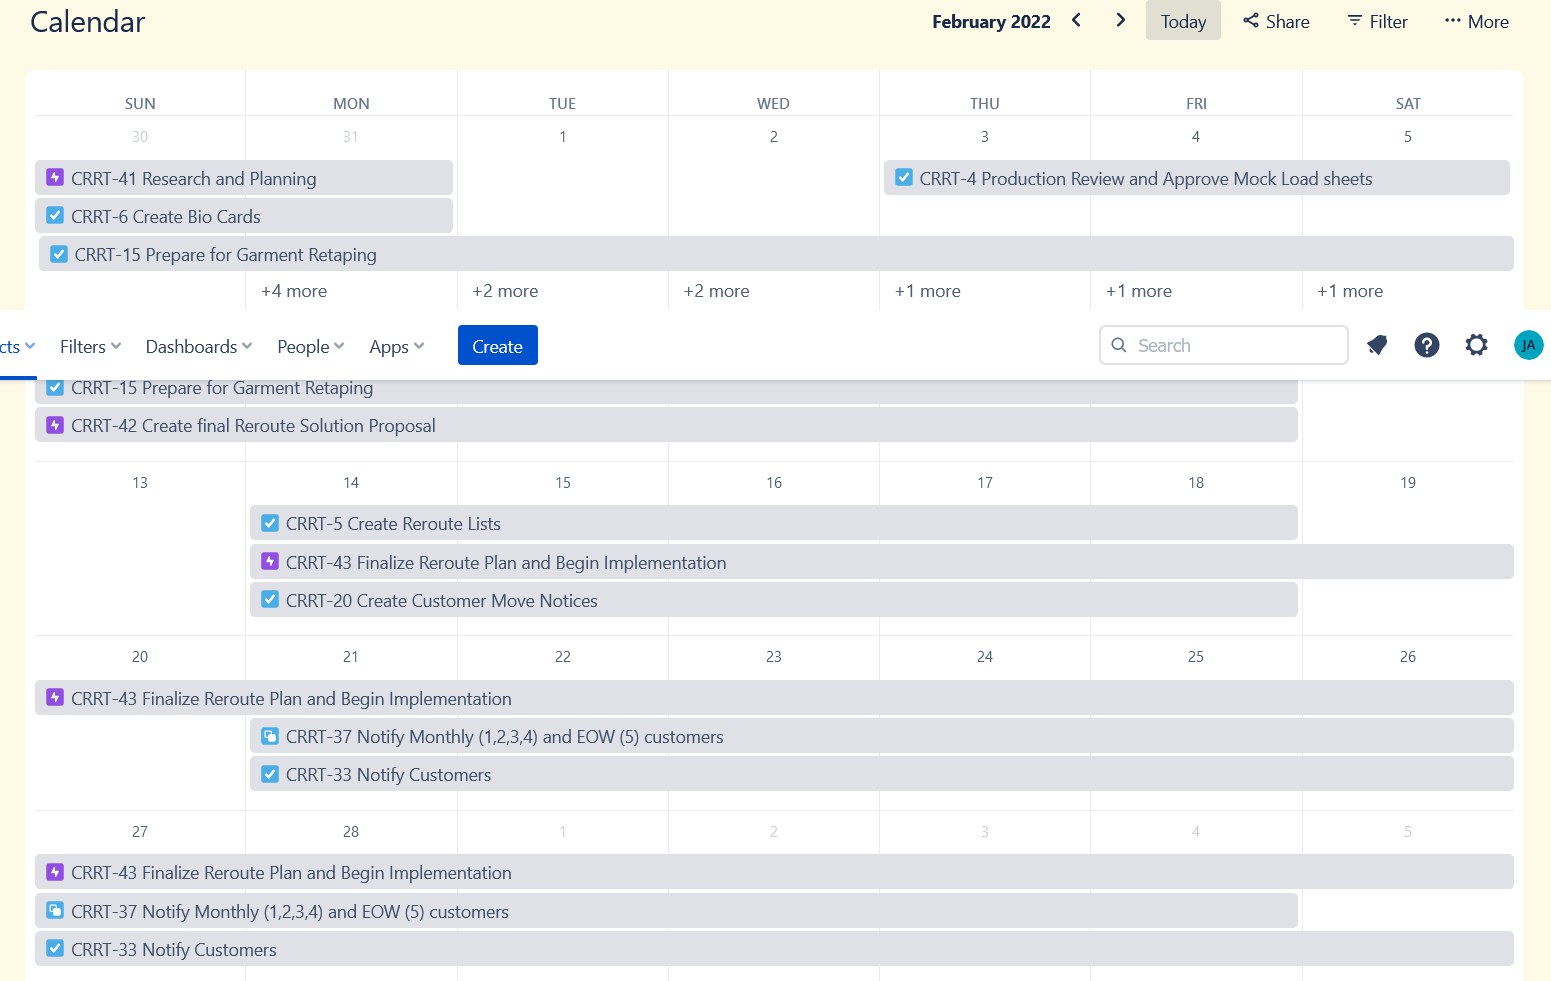 Calendar
February 2022 Today Share Filter More
SUN MON TUE WED THU FRI SAT
30 31 1 2 3 4 5
CRRT-41 Research and Planning CRRT-4 Production Review and Approve Mock Load sheets
CRRT-6 Create Bio Cards
CRRT-15 Prepare for Garment Retaping
+4 more +2 more +2 more +1 more +1 more +1 more
cts Filters Dashboards People Apps Create Search JA
CRRT-15 Prepare for Garment Retaping
CRRT-42 Create final Reroute Solution Proposal
13 14 15 16 17 18 19
CRRT-5 Create Reroute Lists
CRRT-43 Finalize Reroute Plan and Begin Implementation
CRRT-20 Create Customer Move Notices
20 21 22 23 24 25 26
CRRT-43 Finalize Reroute Plan and Begin Implementation
CRRT-37 Notify Monthly (1,2,3,4) and EOW (5) customers
CRRT-33 Notify Customers
27 28 1 2 3 4 5
CRRT-43 Finalize Reroute Plan and Begin Implementation
CRRT-37 Notify Monthly (1,2,3,4) and EOW (5) customers
CRRT-33 Notify Customers